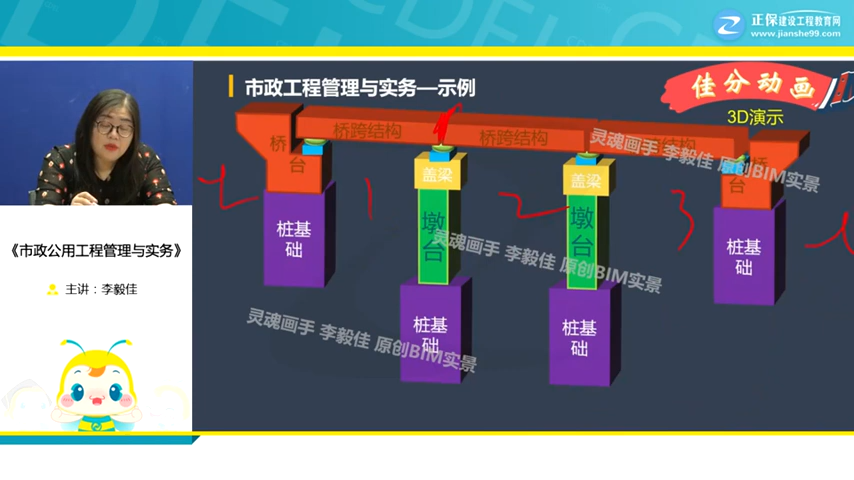 正保建设工程教育网
www.jianshe99.com
市政工程管理与实务—示例
佳分动画
3D演示
桥台
桥跨结构
桥跨结构
桥跨结构
桥台
盖梁
盖梁
墩台
墩台
桩基础
桩基础
桩基础
桩基础
1
2
3
灵魂画手 李毅佳 原创BIM实景
灵魂画手 李毅佳 原创BIM实景
灵魂画手 李毅佳 原创BIM实景
《市政公用工程管理与实务》
主讲：李毅佳